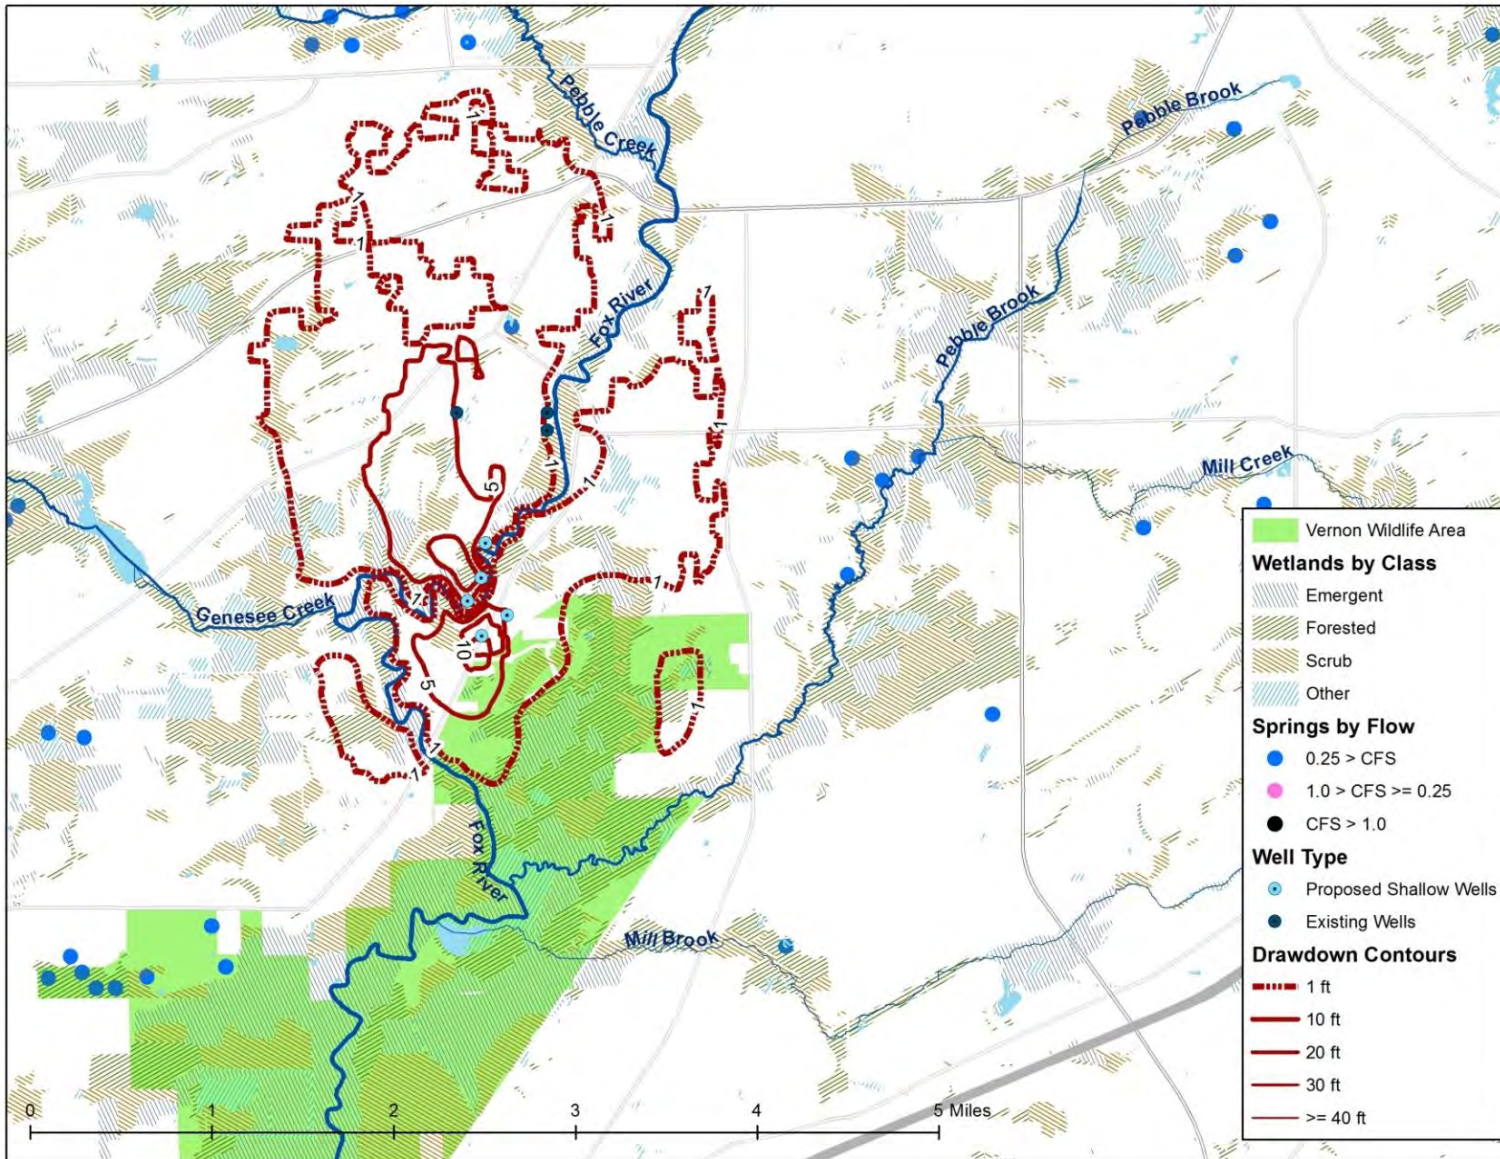 Pebble Creek
Pebble Brook
1
1
1
1
Fox River
1
Pebble Brook
1
Mill Creek
5
1
1
Genesee Creek
1
1
10
5
1
1
1
Fox River
Mill Brook
0 1 2 3 4 5 Miles
Vernon Wildlife Area
Wetlands by Class
Emergent
Forested
Scrub
Other
Springs by Flow
0.25 > CFS
1.0 > CFS >= 0.25
CFS > 1.0
Well Type
Proposed Shallow Wells
Existing Wells
Drawdown Contours
1 ft
10 ft
20 ft
30 ft
>= 40 ft